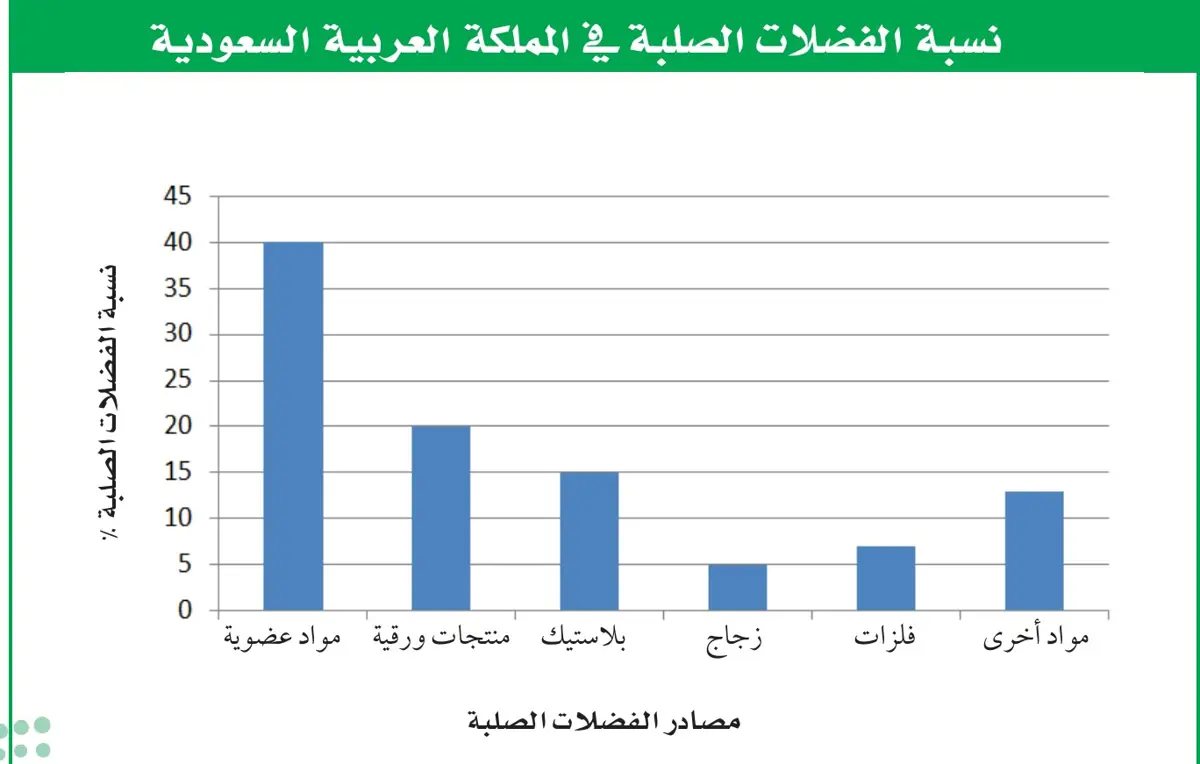 نسبة الفضلات الصلبة في المملكة العربية السعودية
45
40
35
30
25
20
15
10
5
0
نسبة الفضلات الصلبة %
مواد عضوية
منتجات ورقية
بلاستيك
زجاج
فلزات
مواد أخرى
مصادر الفضلات الصلبة